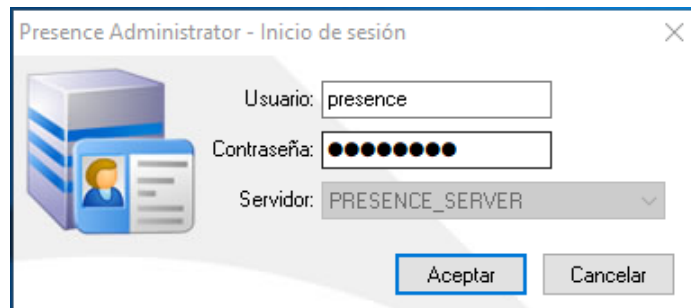 Presence Administrator - Inicio de sesión
Usuario: presence
Contraseña: ●●●●●●●●
Servidor: PRESENCE_SERVER
Aceptar Cancelar